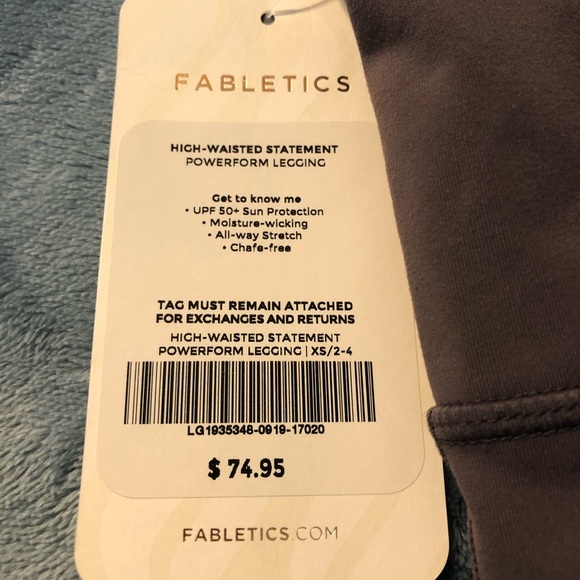 FABLETICS
HIGH-WAISTED STATEMENT
POWERFORM LEGGING
Get to know me
• UPF 50+ Sun Protection
• Moisture-wicking
• All-way Stretch
• Chafe-free
TAG MUST REMAIN ATTACHED
FOR EXCHANGES AND RETURNS
HIGH-WAISTED STATEMENT
POWERFORM LEGGING | XS/2-4
LG1935348-0919-17020
$ 74.95
FABLETICS.COM